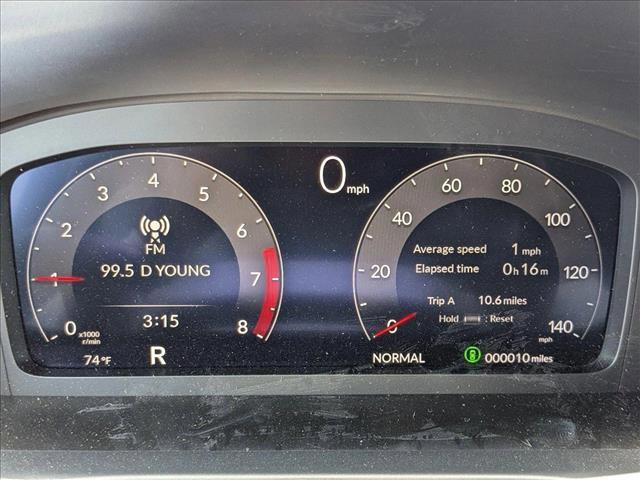 0 mph
0 1 2 3 4 5 6 7 8
x1000 r/min
FM
99.5 D YOUNG
3:15
74°F
R
0 20 40 60 80 100 120 140
mph
Average speed 1 mph
Elapsed time 0h16m
Trip A 10.6 miles
Hold : Reset
NORMAL
000010 miles